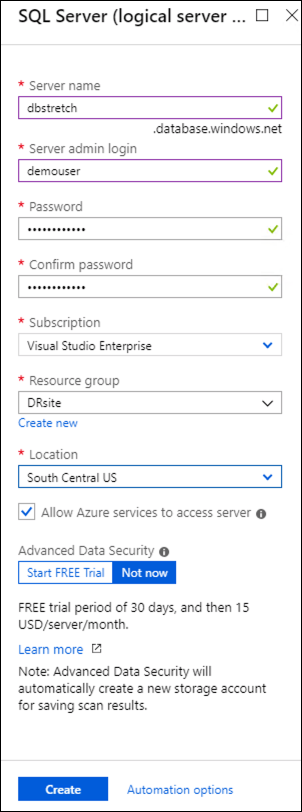 SQL Server (logical server ...
* Server name
dbstretch
.database.windows.net
* Server admin login
demouser
* Password
••••••••••••
* Confirm password
••••••••••••
* Subscription
Visual Studio Enterprise
* Resource group
DRsite
Create new
* Location
South Central US
Allow Azure services to access server
Advanced Data Security
Start FREE Trial Not now
FREE trial period of 30 days, and then 15
USD/server/month.
Learn more
Note: Advanced Data Security will
automatically create a new storage account
for saving scan results.
Create Automation options